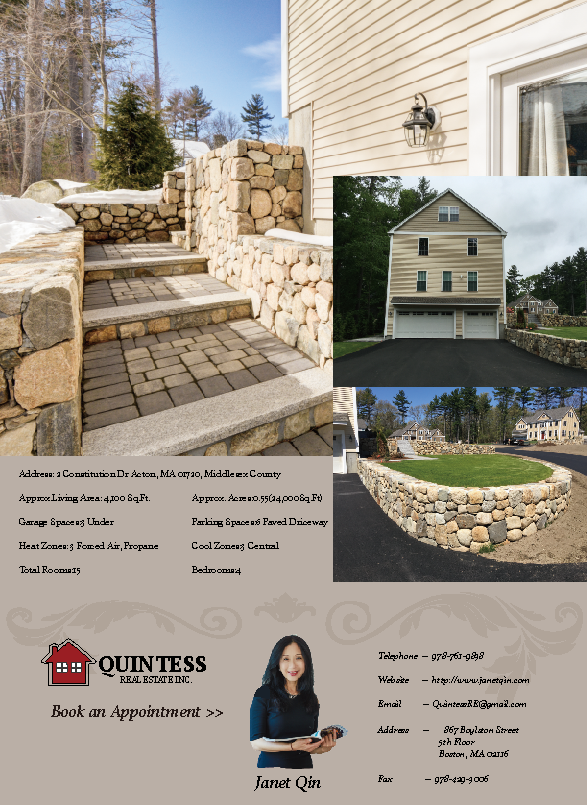 Address: 2 Constitution Dr Acton, MA 01720, Middlesex County
Approx.Living Area: 4,100 Sq.Ft. Approx. Acres:0.55(24,000Sq.Ft)
Garage Spaces:3 Under Parking Spaces:6 Paved Driveway
Heat Zones: 3 Forced Air, Propane Cool Zones:3 Central
Total Rooms:15 Bedrooms:4
QUINTESS
REAL ESTATE INC.
Book an Appointment >>
Janet Qin
Telephone — 978-761-9838
Website — http://www.janetqin.com
Email — QuintessRE@gmail.com
Address — 867 Boylston Street
5th Floor
Boston, MA 02116
Fax — 978-429-9006